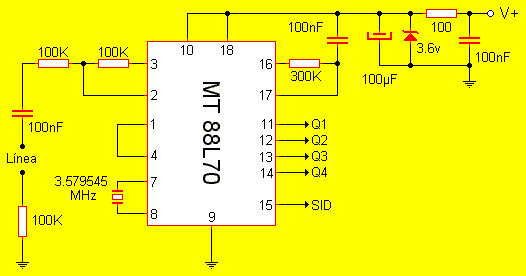 V+
100nF
10
18
100
3.6v
100nF
100K
100K
3
16
300K
100µF
2
17
100nF
MT 88L70
1
11
Q1
12
Q2
Línea
4
13
Q3
14
Q4
3.579545
MHz
7
8
15
SID
100K
9